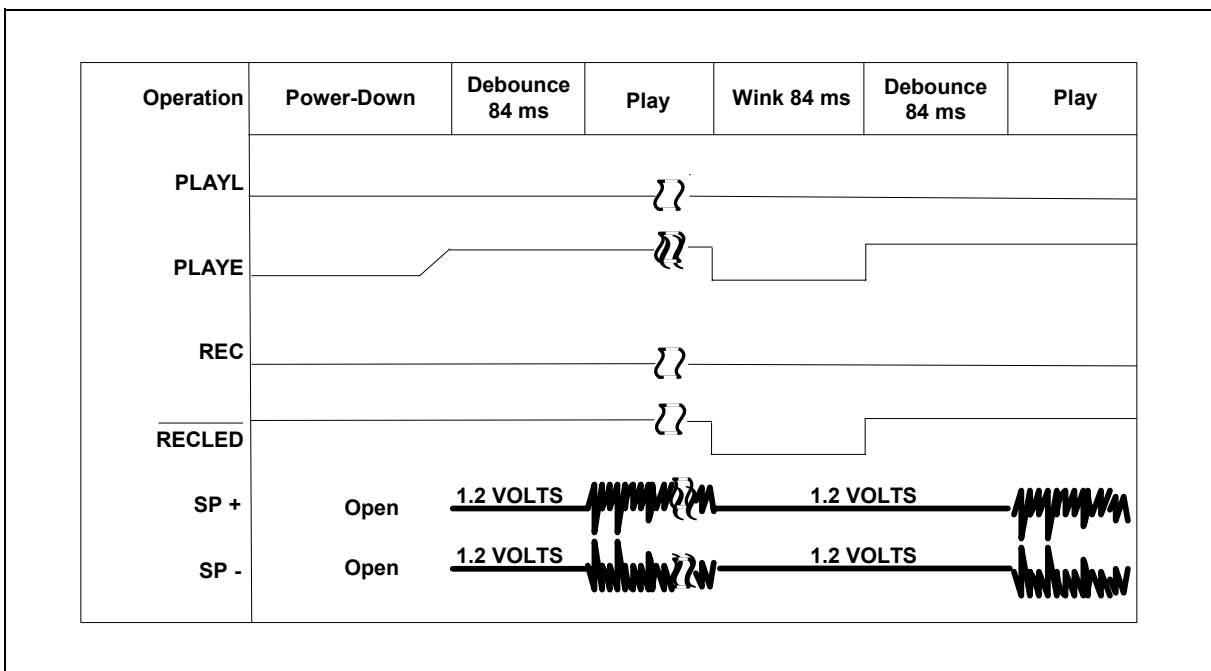 Operation Power-Down Debounce 84 ms Play Wink 84 ms Debounce 84 ms Play
PLAYL
PLAYE
REC
RECLED
SP + Open 1.2 VOLTS 1.2 VOLTS
SP - Open 1.2 VOLTS 1.2 VOLTS